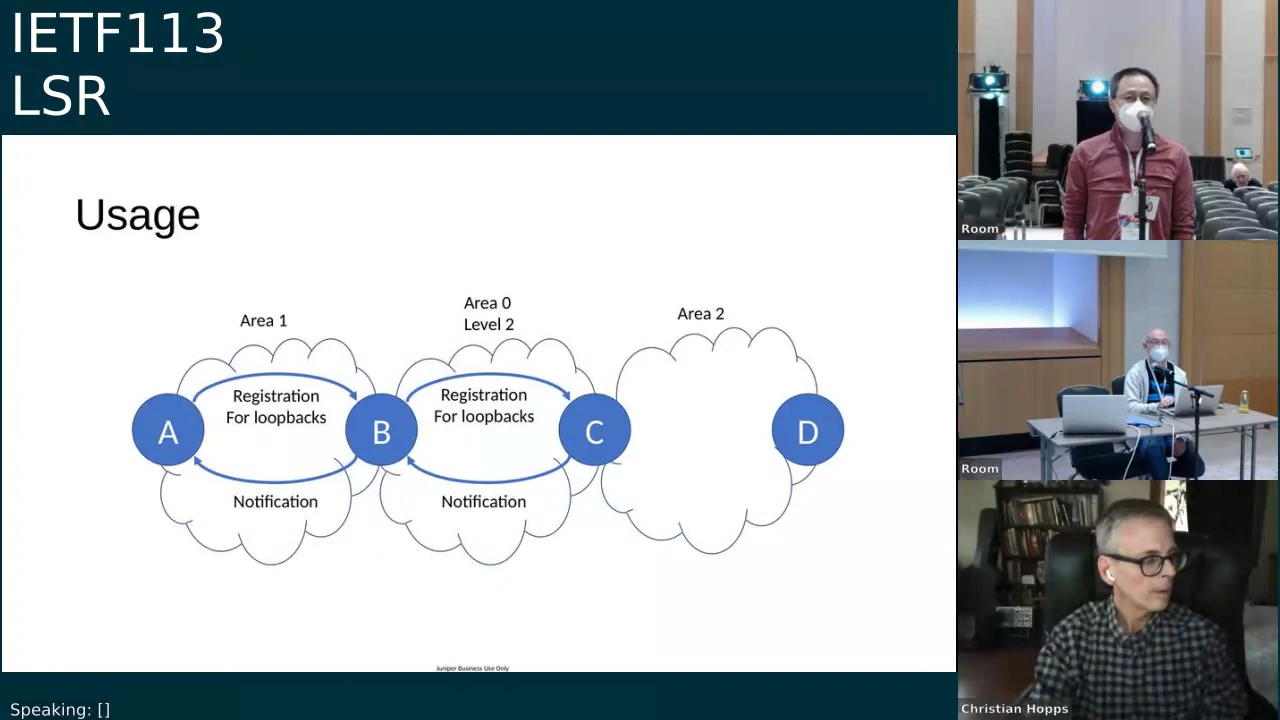 IETF113
LSR
Usage
Area 1
Area 0
Level 2
Area 2
Registration
For loopbacks
Registration
For loopbacks
A
B
C
D
Notification
Notification
Juniper Business Use Only
Speaking: []
Room
Room
Christian Hopps